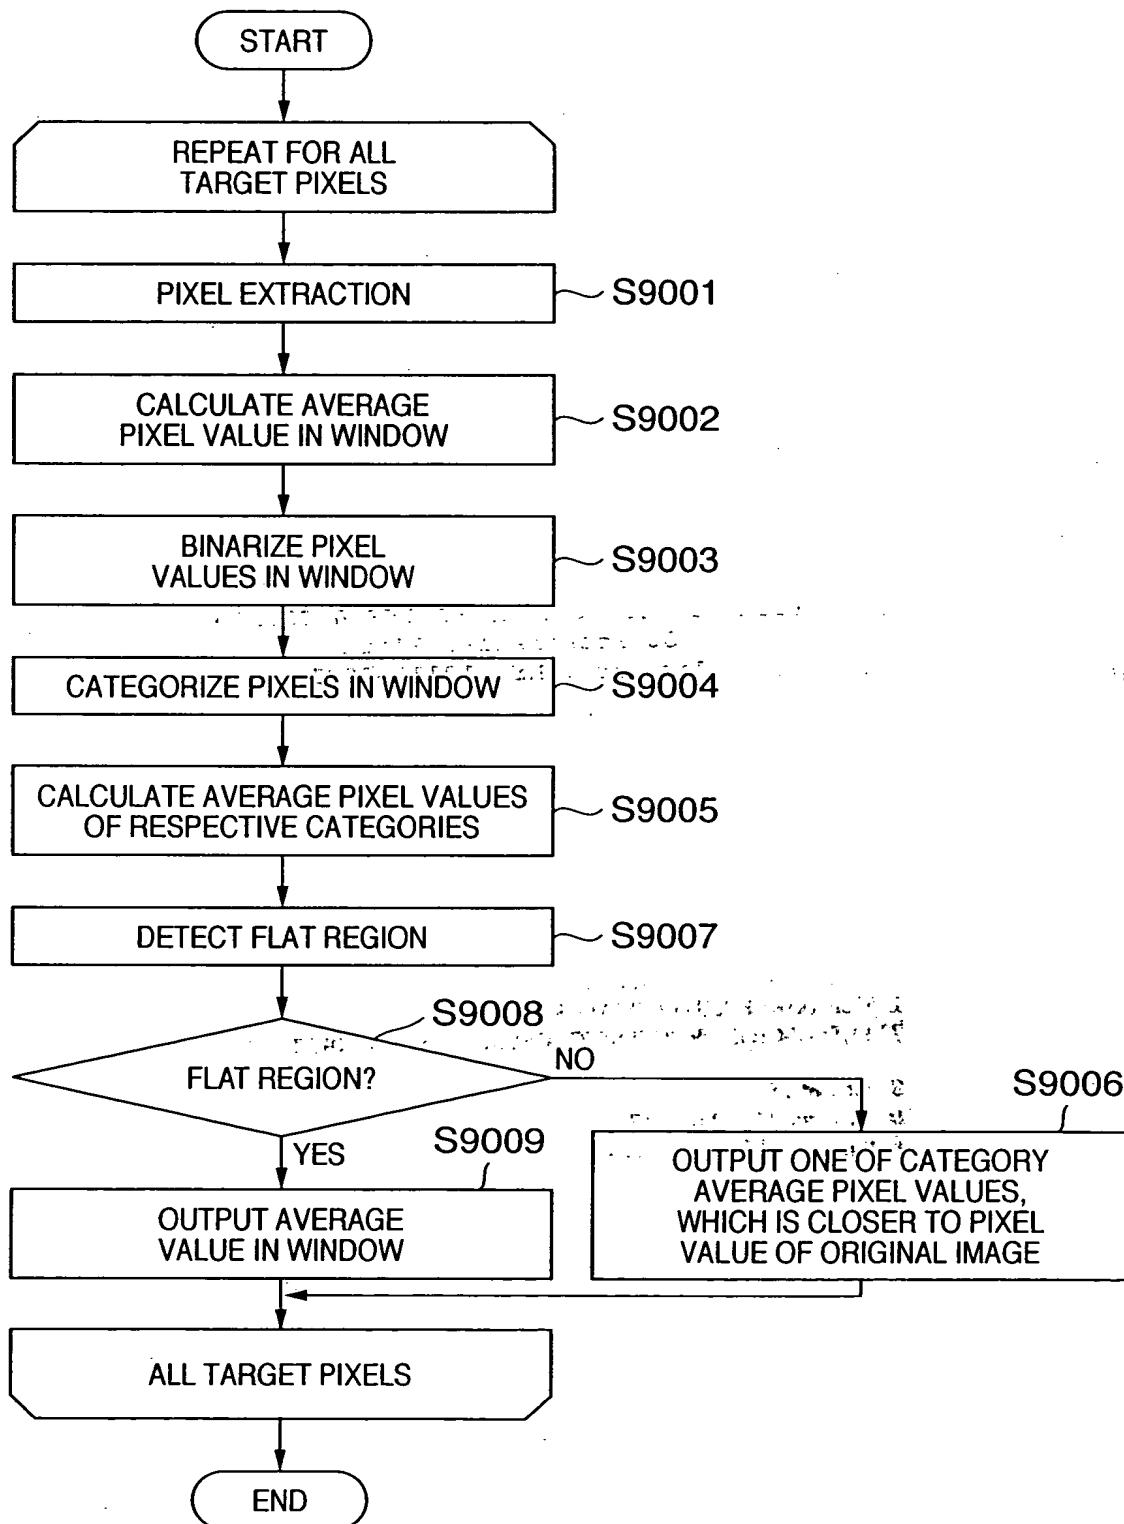 START
REPEAT FOR ALL
TARGET PIXELS
PIXEL EXTRACTION
S9001
CALCULATE AVERAGE
PIXEL VALUE IN WINDOW
S9002
BINARIZE PIXEL
VALUES IN WINDOW
S9003
CATEGORIZE PIXELS IN WINDOW
S9004
CALCULATE AVERAGE PIXEL VALUES
OF RESPECTIVE CATEGORIES
S9005
DETECT FLAT REGION
S9007
S9008
FLAT REGION?
NO
YES
S9006
OUTPUT ONE OF CATEGORY
AVERAGE PIXEL VALUES,
WHICH IS CLOSER TO PIXEL
VALUE OF ORIGINAL IMAGE
S9009
OUTPUT AVERAGE
VALUE IN WINDOW
ALL TARGET PIXELS
END